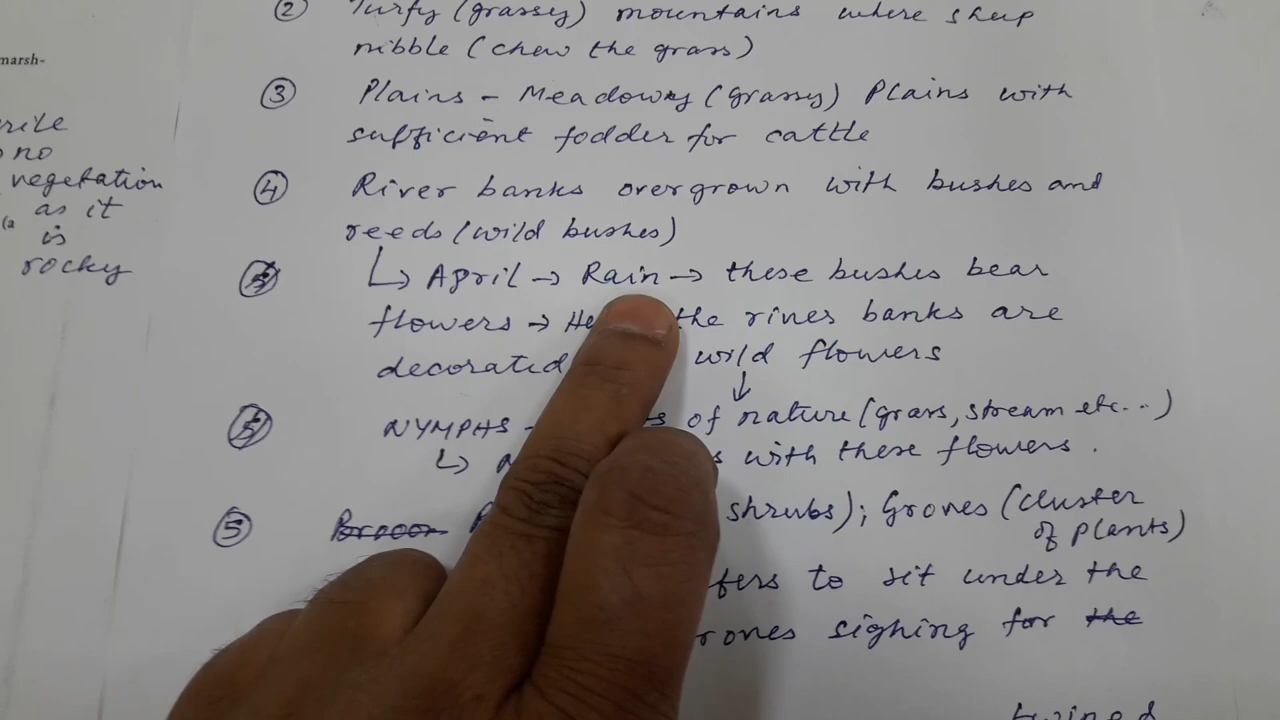 marsh-
rile
no
vegetation
as it
is
rocky
② Turfy (grassy) mountains where sheep
nibble (chew the grass)
③ Plains - Meadowy (grassy) Plains with
sufficient fodder for cattle
④ River banks overgrown with bushes and
reeds (wild bushes)
↳ April → Rain → these bushes bear
flowers → He the rives banks are
decorated wild flowers
↓
NYMPHS - of nature (grass, stream etc...)
↳ with these flowers.
⑤ shrubs); Groves (cluster
of plants)
fers to sit under the
roves sighing for the
twined